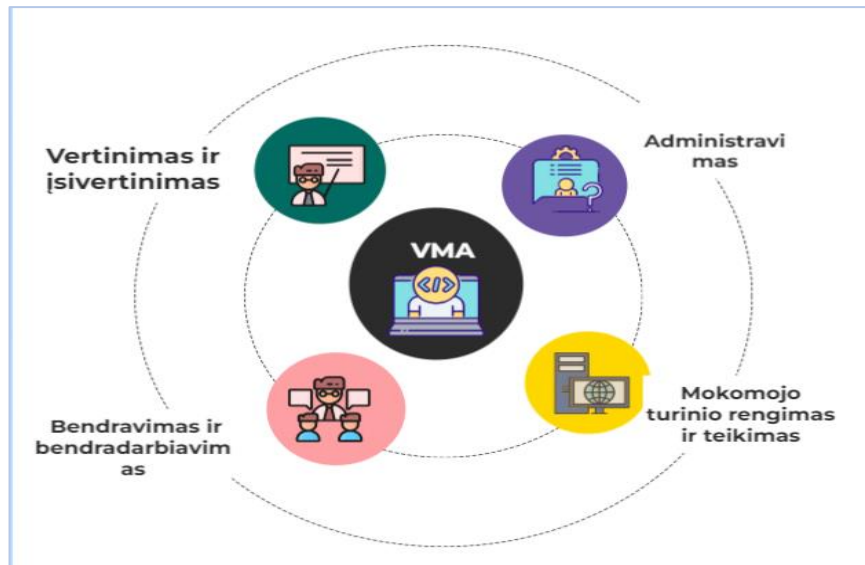 Vertinimas ir
įsivertinimas
Administravi
mas
VMA
</>
Bendravimas ir
bendradarbiavim
as
Mokomojo
turinio rengimas
ir teikimas